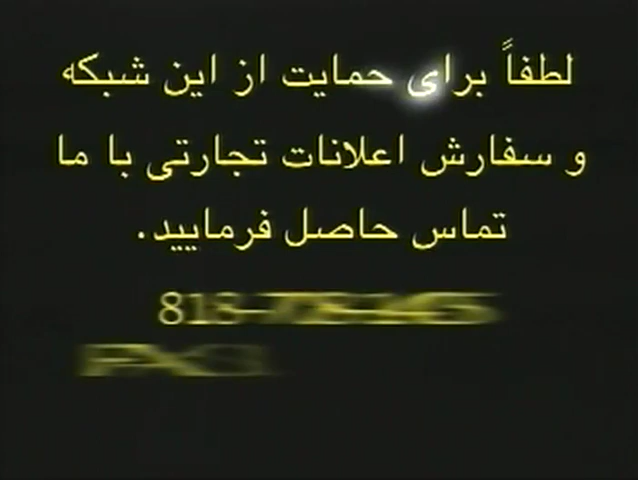 لطفاً برای حمایت از این شبکه
و سفارش اعلانات تجارتی با ما
تماس حاصل فرمایید.